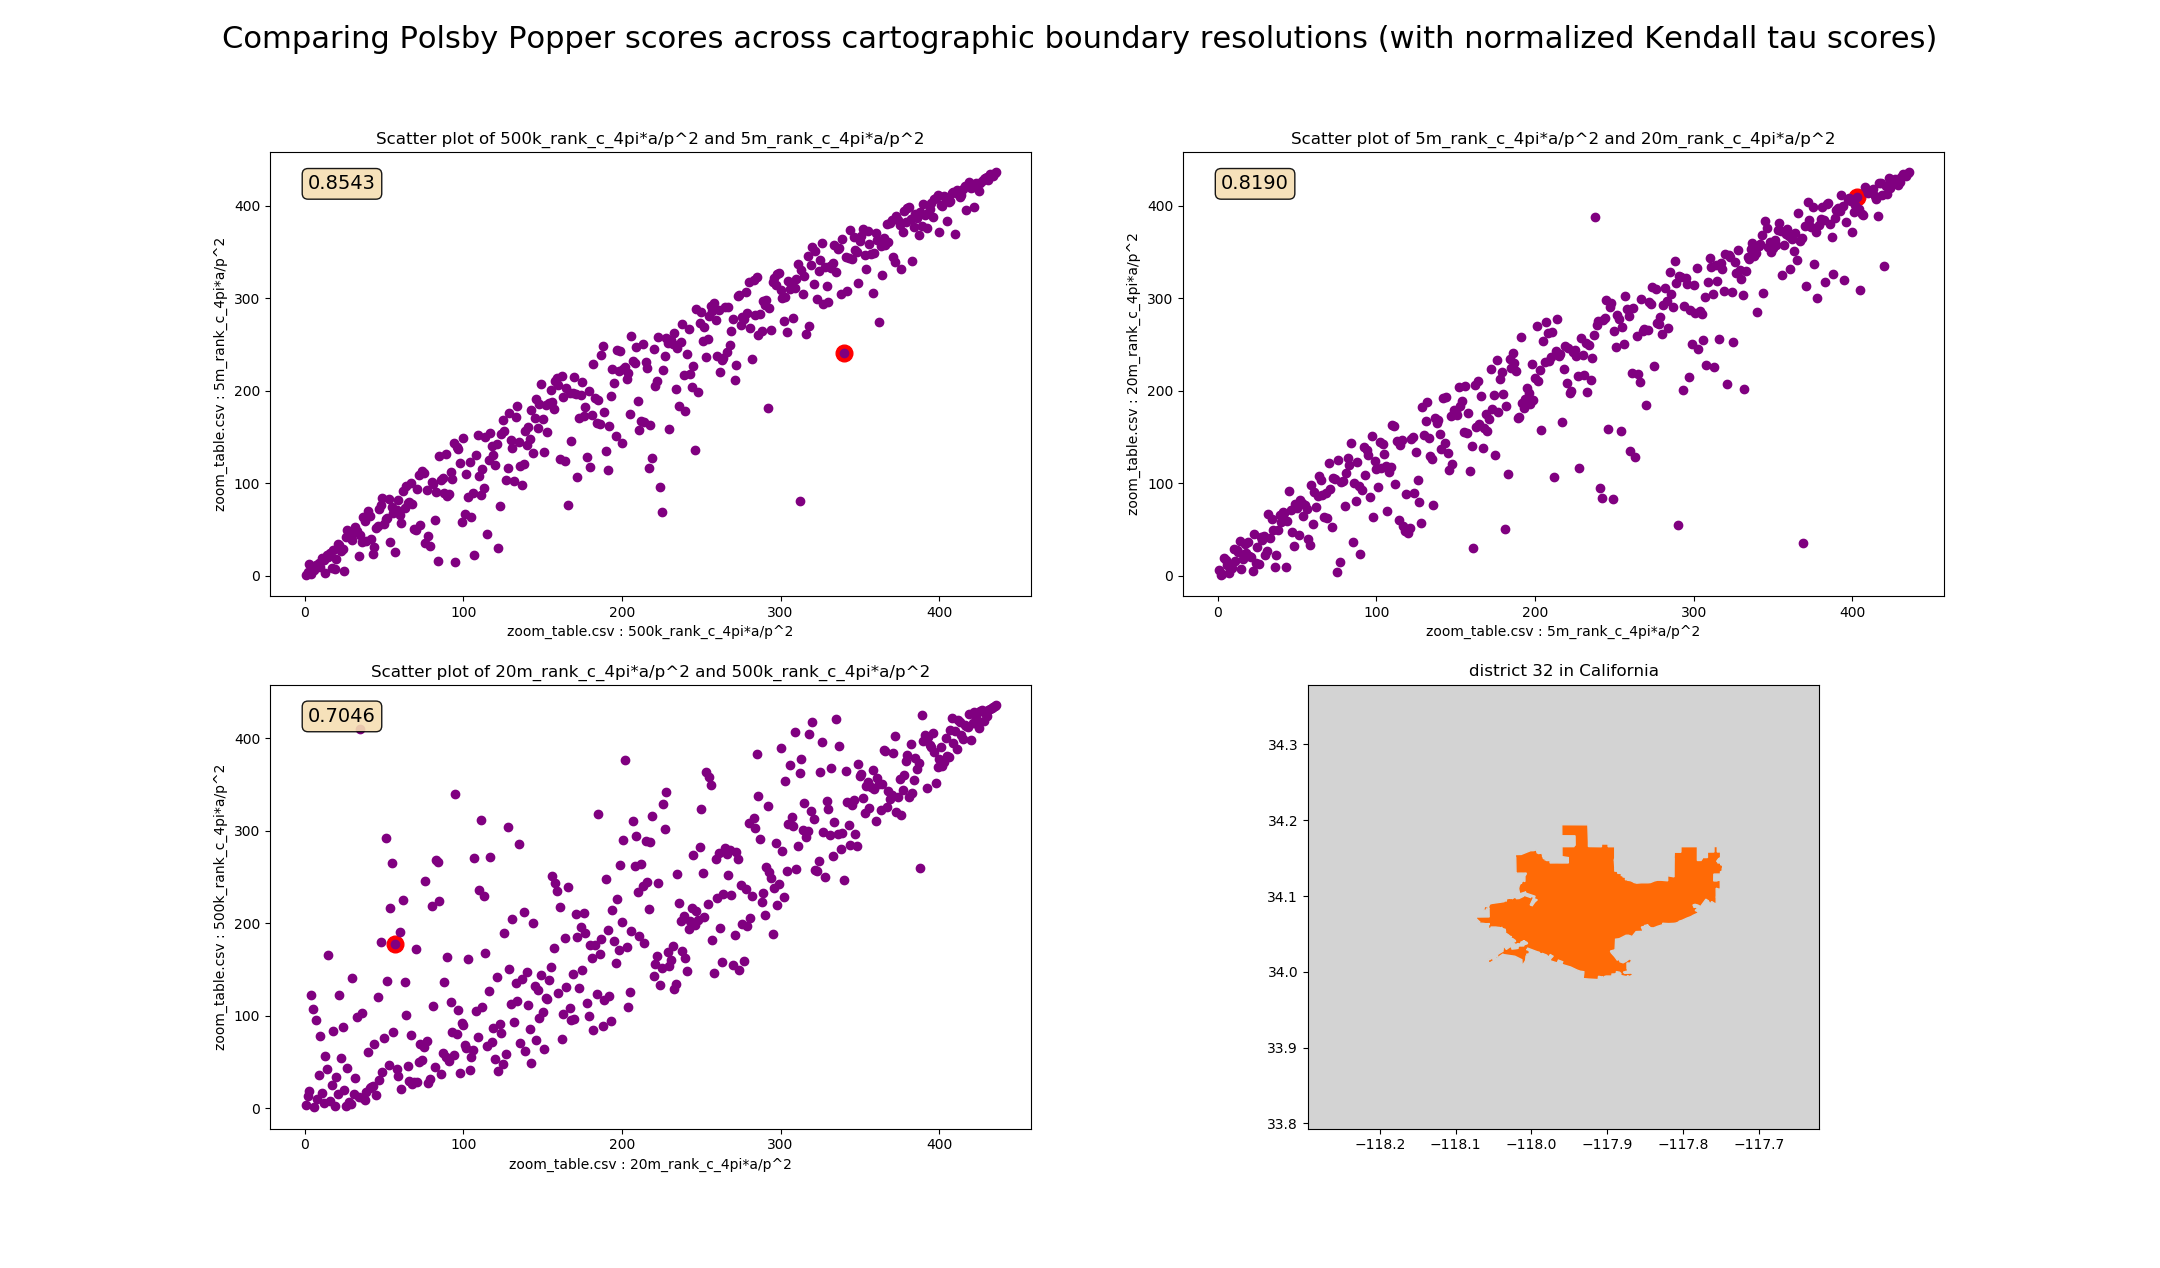 Comparing Polsby Popper scores across cartographic boundary resolutions (with normalized Kendall tau scores)
Scatter plot of 500k_rank_c_4pi*a/p^2 and 5m_rank_c_4pi*a/p^2
0.8543
zoom_table.csv : 5m_rank_c_4pi*a/p^2
400
300
200
100
0
0 100 200 300 400
zoom_table.csv : 500k_rank_c_4pi*a/p^2
Scatter plot of 5m_rank_c_4pi*a/p^2 and 20m_rank_c_4pi*a/p^2
0.8190
zoom_table.csv : 20m_rank_c_4pi*a/p^2
400
300
200
100
0
0 100 200 300 400
zoom_table.csv : 5m_rank_c_4pi*a/p^2
Scatter plot of 20m_rank_c_4pi*a/p^2 and 500k_rank_c_4pi*a/p^2
0.7046
zoom_table.csv : 500k_rank_c_4pi*a/p^2
400
300
200
100
0
0 100 200 300 400
zoom_table.csv : 20m_rank_c_4pi*a/p^2
district 32 in California
34.3
34.2
34.1
34.0
33.9
33.8
−118.2 −118.1 −118.0 −117.9 −117.8 −117.7